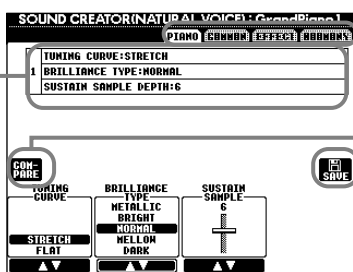 SOUND CREATOR(NATURAL VOICE) : GrandPiano1
PIANO COMMON EFFECT HARMONY
TUNING CURVE:STRETCH
1 BRILLIANCE TYPE:NORMAL
SUSTAIN SAMPLE DEPTH:6
COM-
PARE
SAVE
TUNING
CURVE
STRETCH
FLAT
BRILLIANCE
TYPE
METALLIC
BRIGHT
NORMAL
MELLOW
DARK
SUSTAIN
SAMPLE
6